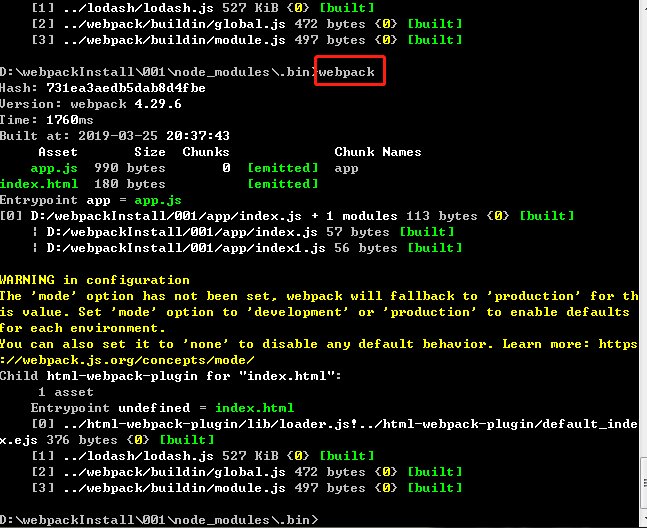 [1] ../lodash/lodash.js 527 KiB {0} [built]
[2] ../webpack/buildin/global.js 472 bytes {0} [built]
[3] ../webpack/buildin/module.js 497 bytes {0} [built]
D:\webpackInstall\001\node_modules\.bin>webpack
Hash: 731ea3aedb5dab8d4fbe
Version: webpack 4.29.6
Time: 1760ms
Built at: 2019-03-25 20:37:43
Asset Size Chunks Chunk Names
app.js 990 bytes 0 [emitted] app
index.html 180 bytes [emitted]
Entrypoint app = app.js
[0] D:/webpackInstall/001/app/index.js + 1 modules 113 bytes {0} [built]
| D:/webpackInstall/001/app/index.js 57 bytes [built]
| D:/webpackInstall/001/app/index1.js 56 bytes [built]
WARNING in configuration
The 'mode' option has not been set, webpack will fallback to 'production' for th
is value. Set 'mode' option to 'development' or 'production' to enable defaults
for each environment.
You can also set it to 'none' to disable any default behavior. Learn more: https
://webpack.js.org/concepts/mode/
Child html-webpack-plugin for "index.html":
1 asset
Entrypoint undefined = index.html
[0] ../html-webpack-plugin/lib/loader.js!../html-webpack-plugin/default_inde
x.ejs 376 bytes {0} [built]
[1] ../lodash/lodash.js 527 KiB {0} [built]
[2] ../webpack/buildin/global.js 472 bytes {0} [built]
[3] ../webpack/buildin/module.js 497 bytes {0} [built]
D:\webpackInstall\001\node_modules\.bin>